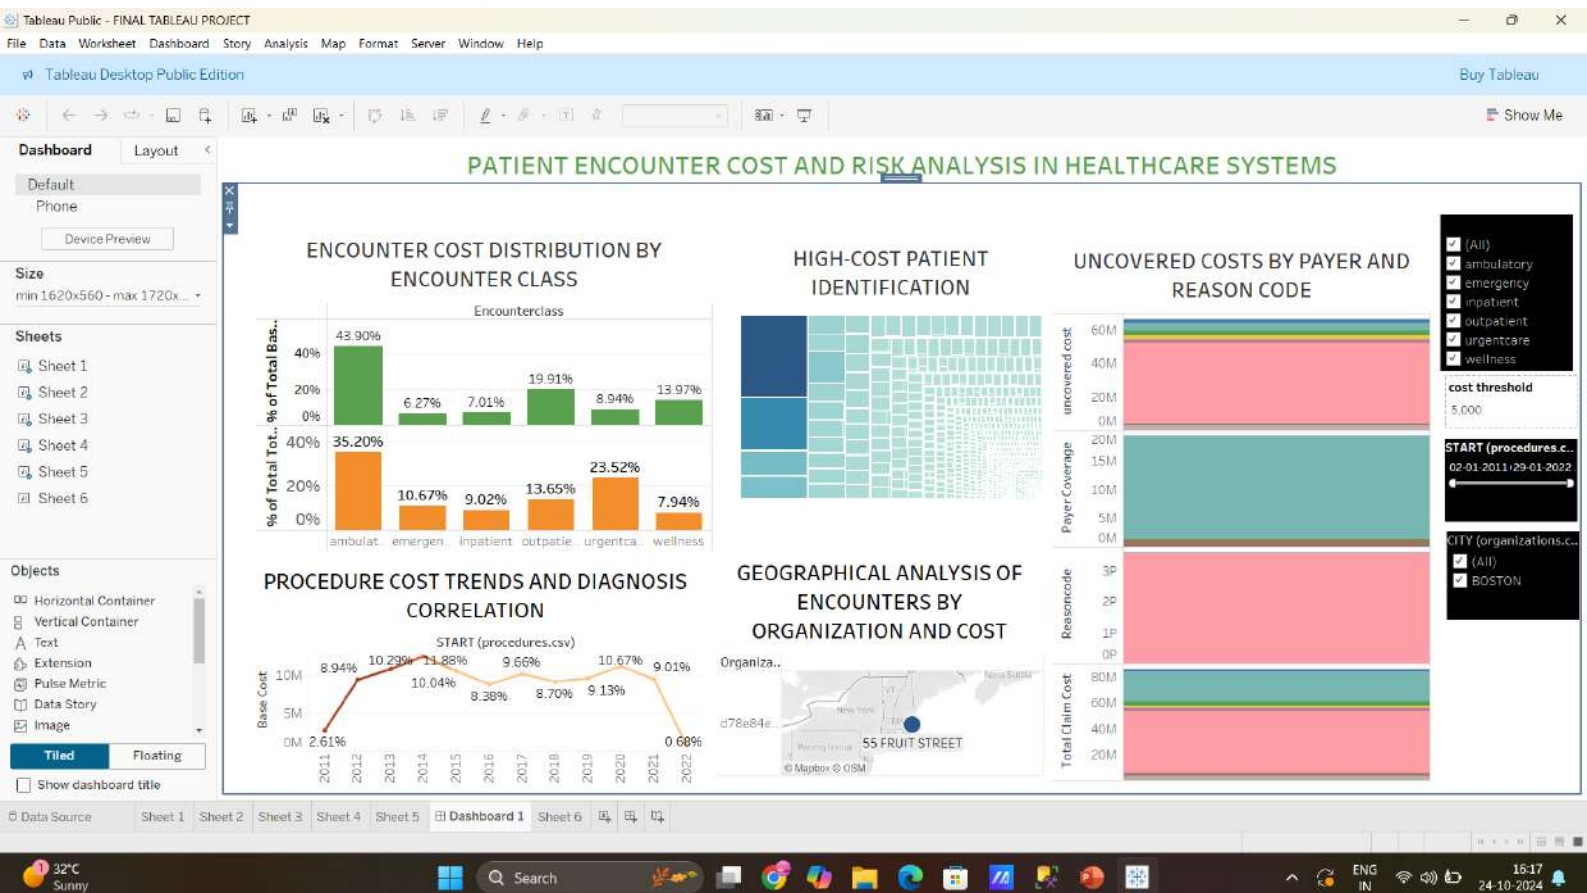 Tableau Public - FINAL TABLEAU PROJECT
File Data Worksheet Dashboard Story Analysis Map Format Server Window Help
Tableau Desktop Public Edition
Buy Tableau
Show Me
Dashboard
Layout
Default
Phone
Device Preview
Size
min 1620x560 - max 1720x...
Sheets
Sheet 1
Sheet 2
Sheet 3
Sheet 4
Sheet 5
Sheet 6
Objects
Horizontal Container
Vertical Container
Text
Extension
Pulse Metric
Data Story
Image
Tiled
Floating
Show dashboard title
PATIENT ENCOUNTER COST AND RISK ANALYSIS IN HEALTHCARE SYSTEMS
ENCOUNTER COST DISTRIBUTION BY
ENCOUNTER CLASS
Encounterclass
% of Total Bas..
40%
20%
0%
43.90%
6.27%
7.01%
19.91%
8.94%
13.97%
% of Total Tot..
40%
20%
0%
35.20%
10.67%
9.02%
13.65%
23.52%
7.94%
ambulat.. emergen.. inpatient outpatie.. urgentca.. wellness
HIGH-COST PATIENT
IDENTIFICATION
UNCOVERED COSTS BY PAYER AND
REASON CODE
uncovered cost
60M
40M
20M
0M
Payer Coverage
20M
15M
10M
5M
0M
Reasoncode
3P
2P
1P
0P
Total Claim Cost
80M
60M
40M
20M
(All)
ambulatory
emergency
inpatient
outpatient
urgentcare
wellness
cost threshold
5,000
START (procedures.c..
02-01-2011 29-01-2022
CITY (organizations.c..
(All)
BOSTON
PROCEDURE COST TRENDS AND DIAGNOSIS
CORRELATION
START (procedures.csv)
Base Cost
10M
5M
0M
2.61%
8.94%
10.29%
11.88%
10.04%
8.38%
9.66%
8.70%
9.13%
10.67%
9.01%
0.68%
2011 2012 2013 2014 2015 2016 2017 2018 2019 2020 2021 2022
GEOGRAPHICAL ANALYSIS OF
ENCOUNTERS BY
ORGANIZATION AND COST
Organiza..
d78e84e..
New York
VT
55 FRUIT STREET
© Mapbox © OSM
Data Source Sheet 1 Sheet 2 Sheet 3 Sheet 4 Sheet 5 Dashboard 1 Sheet 6
1
32°C
Sunny
Search
ENG
IN
16:17
24-10-2024